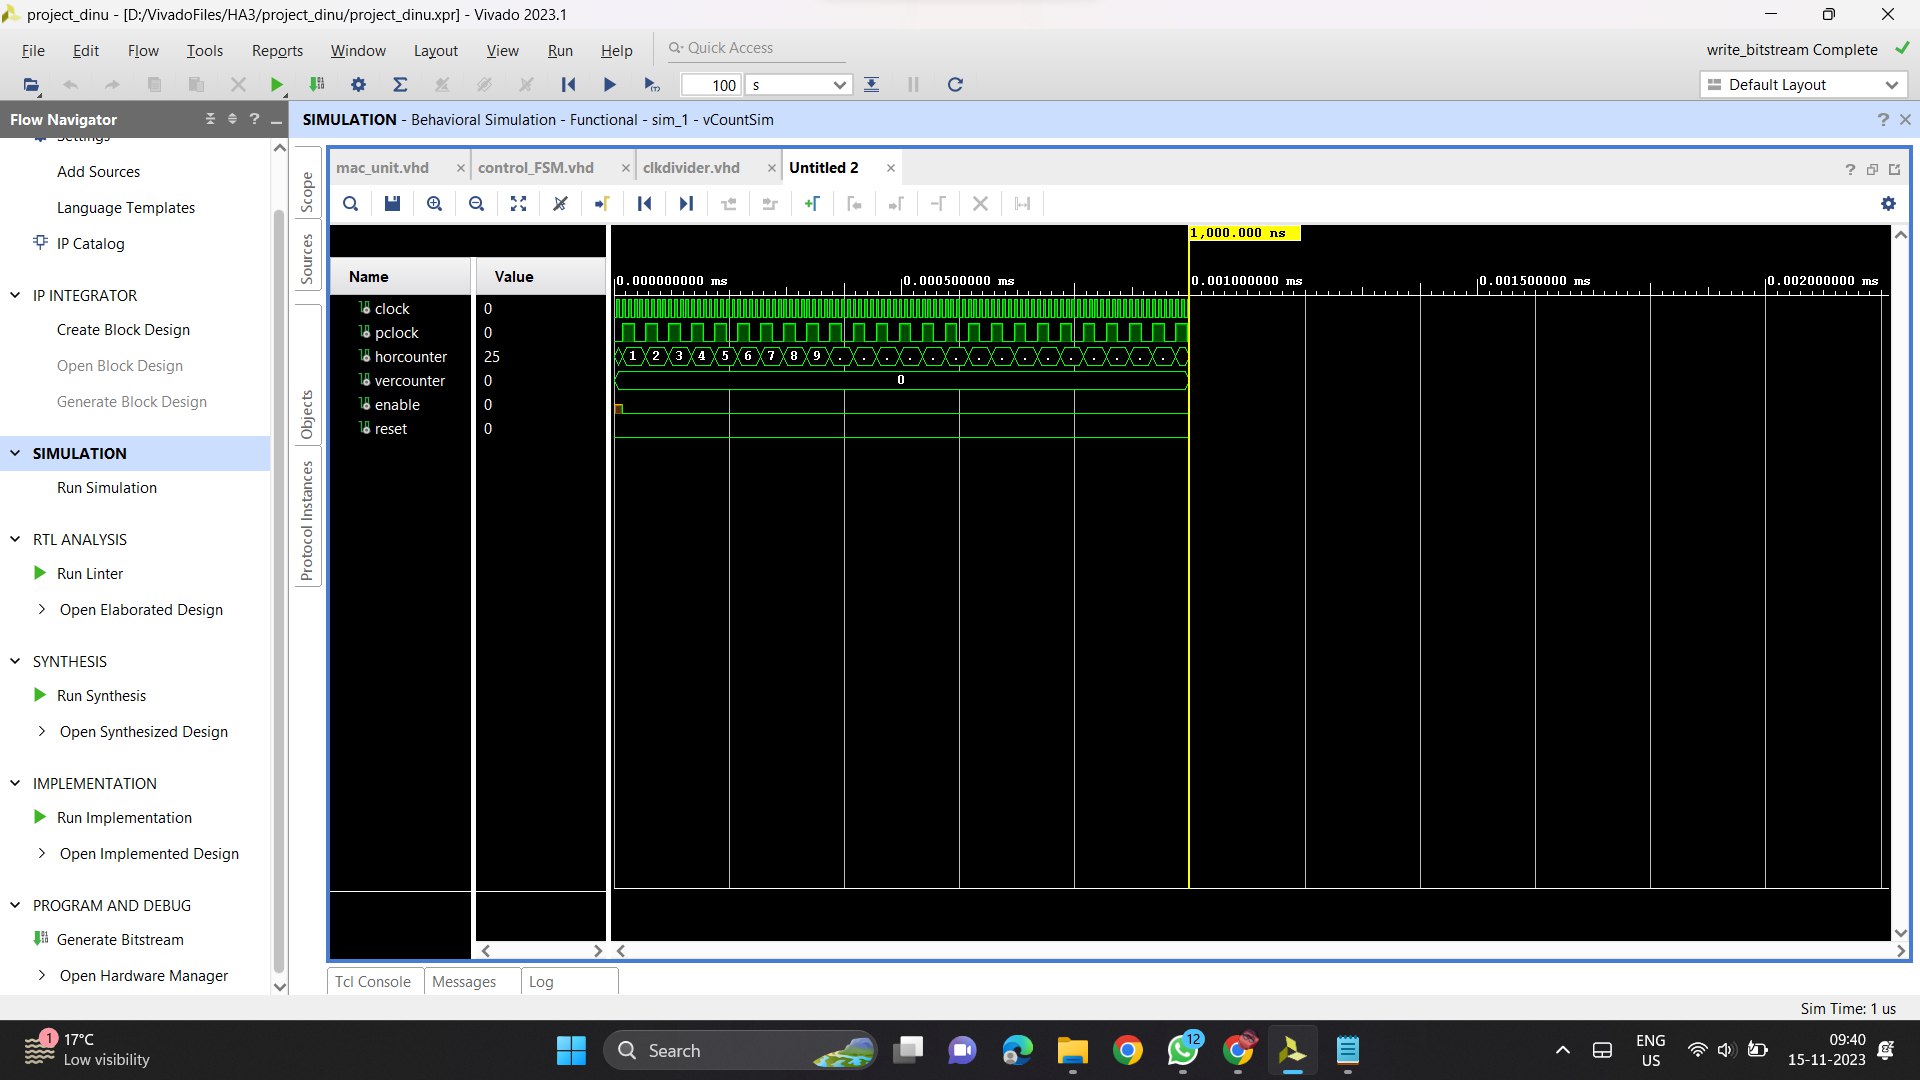 project_dinu - [D:/VivadoFiles/HA3/project_dinu/project_dinu.xpr] - Vivado 2023.1
File Edit Flow Tools Reports Window Layout View Run Help Quick Access
write_bitstream Complete
100 s
Default Layout
Flow Navigator
SIMULATION - Behavioral Simulation - Functional - sim_1 - vCountSim
Settings
Add Sources
Language Templates
IP Catalog
IP INTEGRATOR
Create Block Design
Open Block Design
Generate Block Design
SIMULATION
Run Simulation
RTL ANALYSIS
Run Linter
Open Elaborated Design
SYNTHESIS
Run Synthesis
Open Synthesized Design
IMPLEMENTATION
Run Implementation
Open Implemented Design
PROGRAM AND DEBUG
Generate Bitstream
Open Hardware Manager
Scope
Sources
Objects
Protocol Instances
mac_unit.vhd control_FSM.vhd clkdivider.vhd Untitled 2
1,000.000 ns
Name Value
0.000000000 ms 0.000500000 ms 0.001000000 ms 0.001500000 ms 0.002000000 ms
clock 0
pclock 0
horcounter 25 1 2 3 4 5 6 7 8 9 . . . . . . . . . . . . . . .
vercounter 0 0
enable 0
reset 0
Tcl Console Messages Log
Sim Time: 1 us
1 17°C
Low visibility
Search
12
ENG
US
09:40
15-11-2023